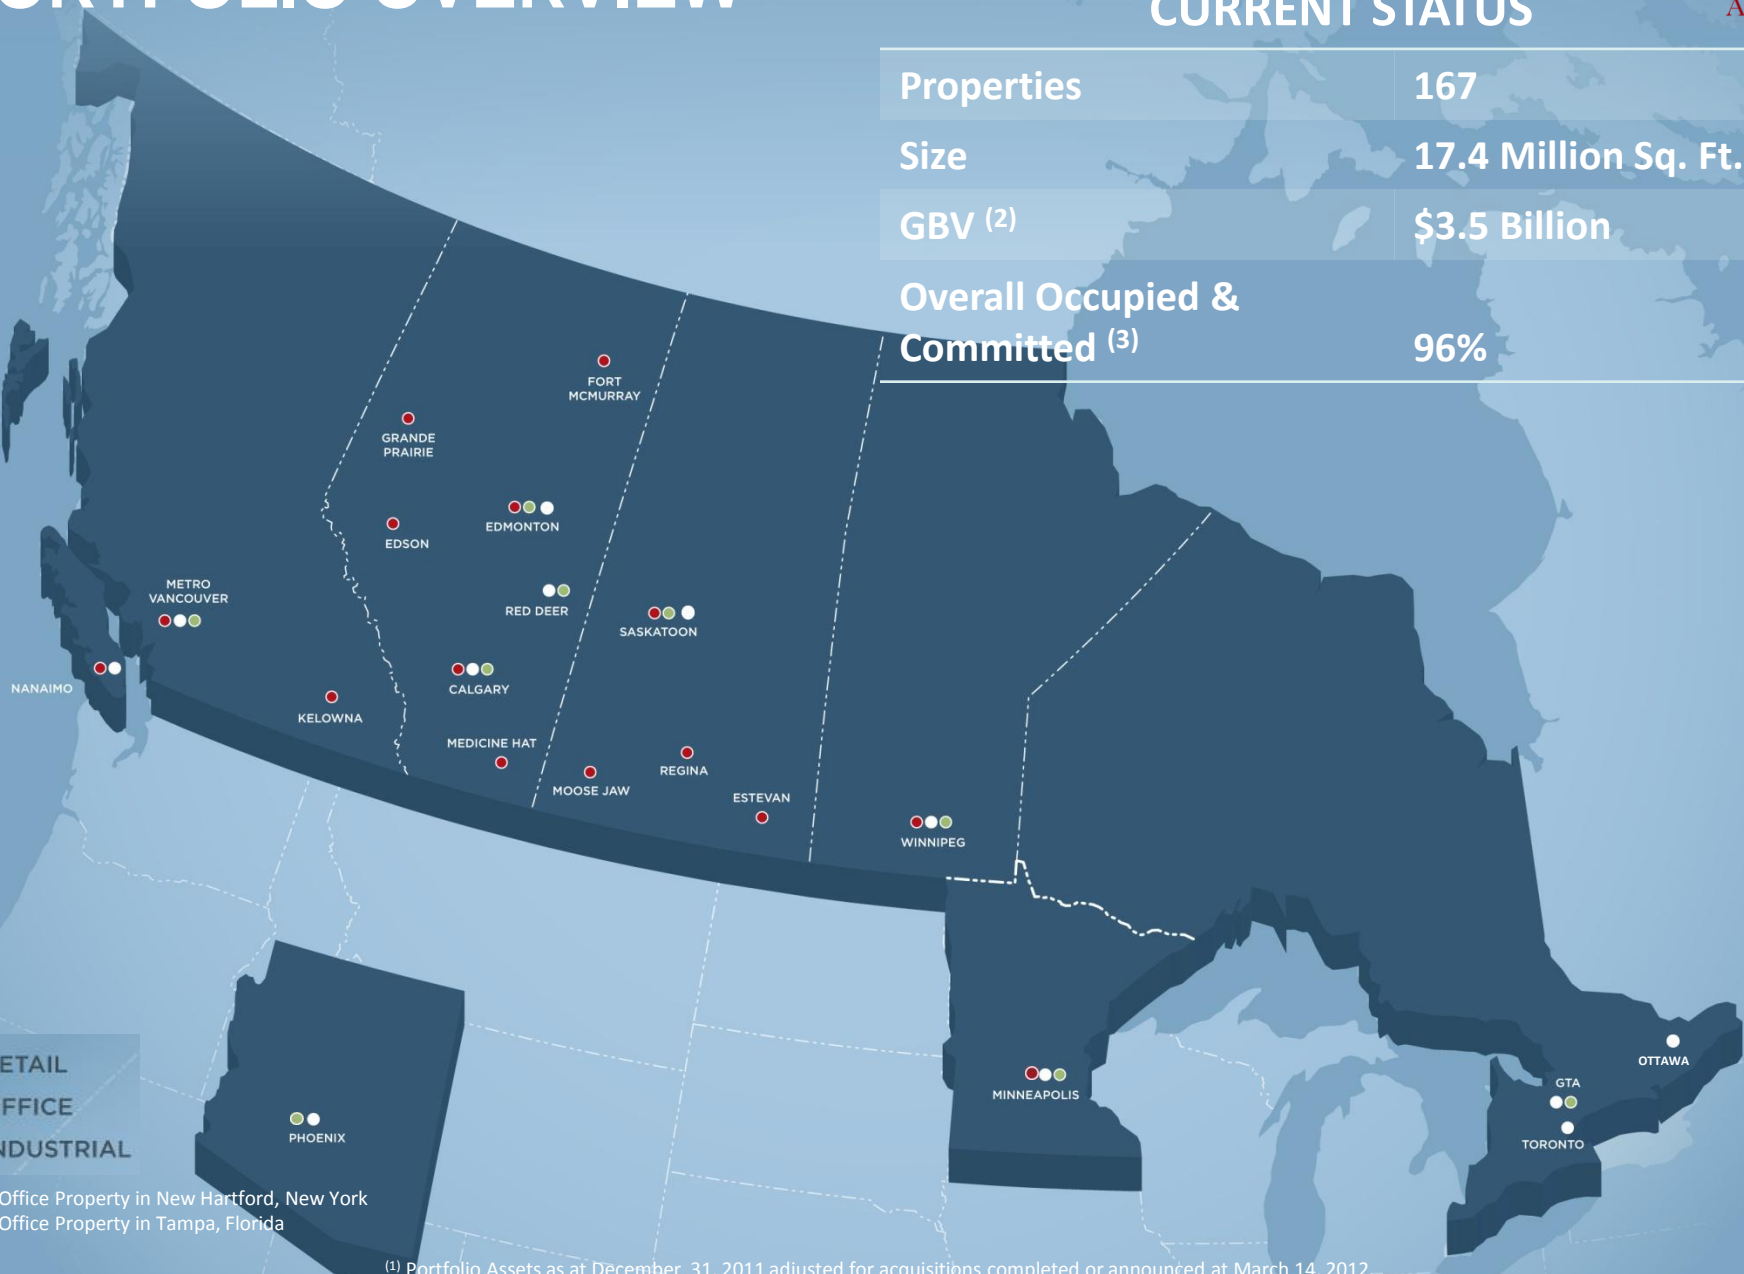 ORTFOLIO OVERVIEW
CURRENT STATUS
A
Properties 167
Size 17.4 Million Sq. Ft.
GBV (2) $3.5 Billion
Overall Occupied &
Committed (3) 96%
FORT
MCMURRAY
GRANDE
PRAIRIE
EDMONTON
EDSON
METRO
VANCOUVER
RED DEER
SASKATOON
NANAIMO
CALGARY
KELOWNA
MEDICINE HAT
REGINA
MOOSE JAW
ESTEVAN
WINNIPEG
OTTAWA
GTA
MINNEAPOLIS
TORONTO
PHOENIX
ETAIL
FFICE
NDUSTRIAL
Office Property in New Hartford, New York
Office Property in Tampa, Florida
(1) Portfolio Assets as at December, 31, 2011 adjusted for acquisitions completed or announced at March 14, 2012